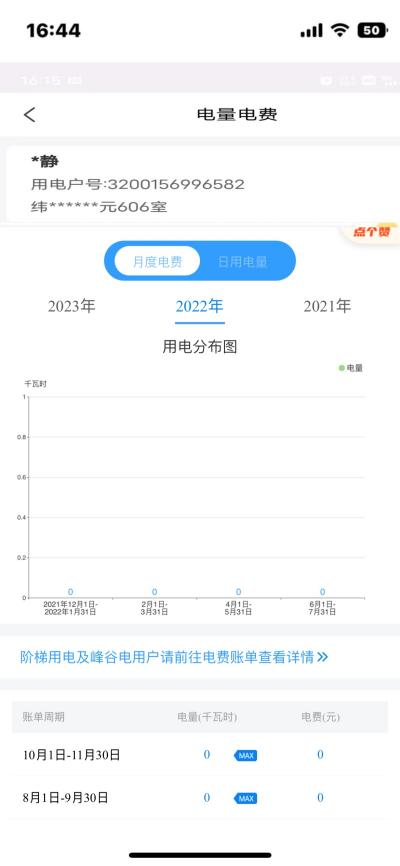 16:44
50
16:15
电量电费
*静
用电户号:3200156996582
纬******元606室
点个赞
月度电费 日用电量
2023年 2022年 2021年
用电分布图
电量
千瓦时
1
0.8
0.6
0.4
0.2
0
0 0 0 0
2021年12月1日- 2月1日- 4月1日- 6月1日-
2022年1月31日 3月31日 5月31日 7月31日
阶梯用电及峰谷电用户请前往电费账单查看详情
账单周期 电量(千瓦时) 电费(元)
10月1日-11月30日 0 MAX 0
8月1日-9月30日 0 MAX 0